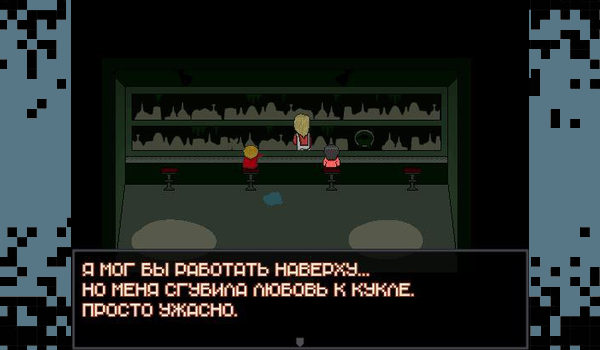 Я МОГ БЫ РАБОТАТЬ НАВЕРХУ...
НО МЕНЯ СГУБИЛА ЛЮБОВЬ К КУКЛЕ.
ПРОСТО УЖАСНО.